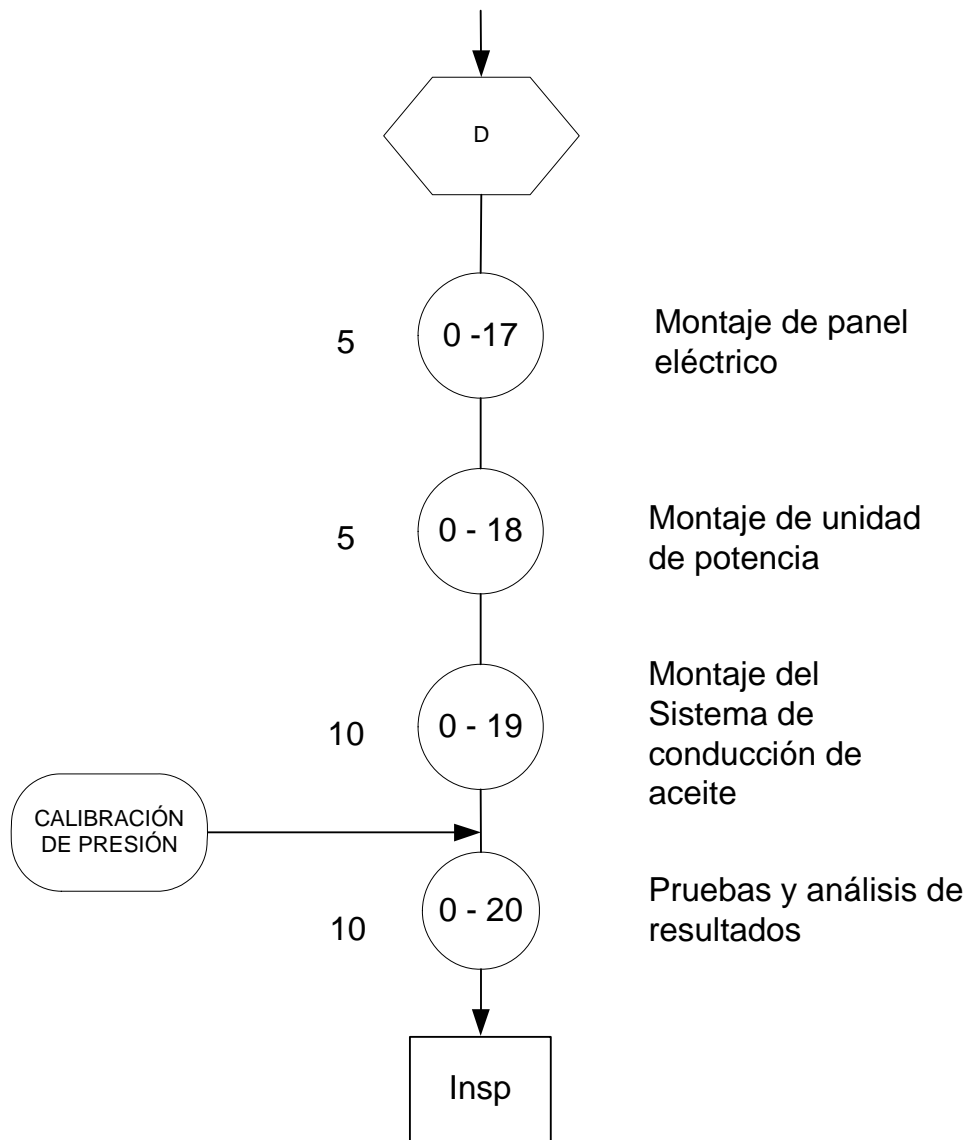 D
5
0 -17
Montaje de panel
eléctrico
5
0 - 18
Montaje de unidad
de potencia
10
0 - 19
Montaje del
Sistema de
conducción de
aceite
CALIBRACIÓN
DE PRESIÓN
10
0 - 20
Pruebas y análisis de
resultados
Insp